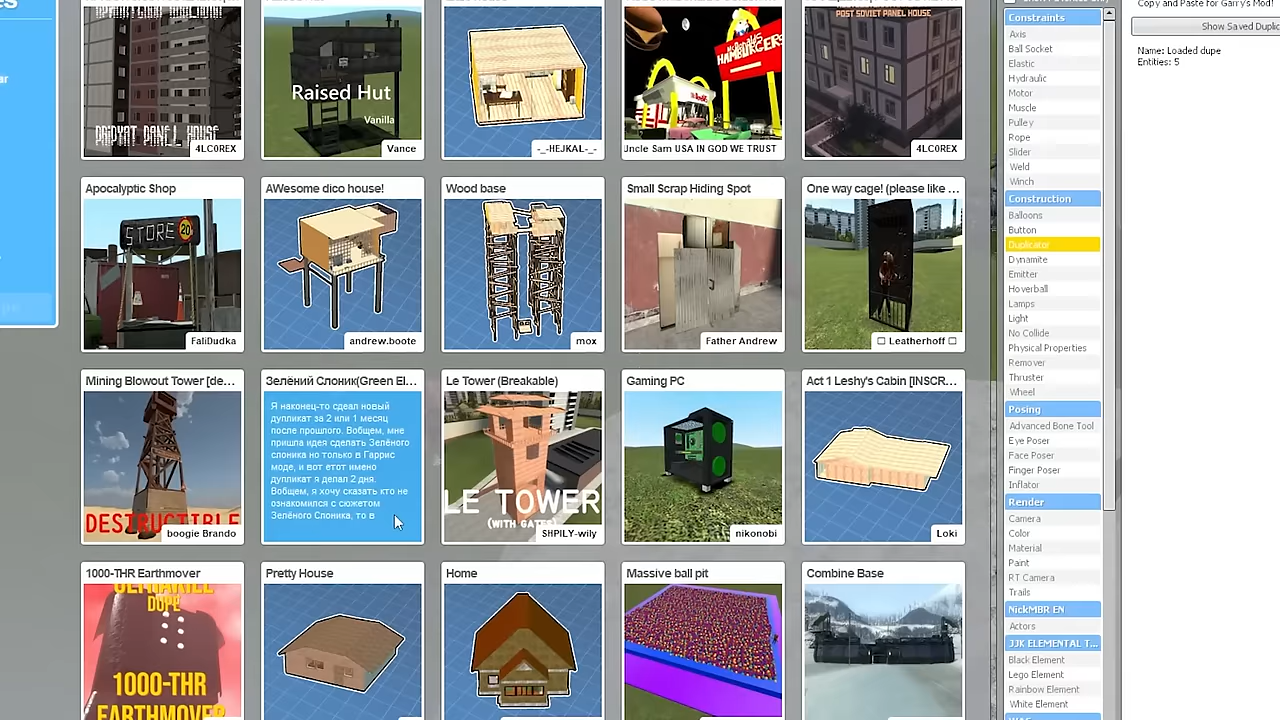 Copy and Paste for Garry's Mod!
Show Saved Duplic
Name: Loaded dupe
Entities: 5
PANEL HOUSE
4LC0REX
Raised Hut
Vanilla
Vance
-_-HEJKAL-_-
McDonald's
HAMBURGERS
Uncle Sam USA IN GOD WE TRUST
POST SOVIET PANEL HOUSE
4LC0REX
Apocalyptic Shop
STORE 20
FaliDudka
AWesome dico house!
andrew.boote
Wood base
mox
Small Scrap Hiding Spot
Father Andrew
One way cage! (please like ...
☐ Leatherhoff ☐
Mining Blowout Tower [de...
DESTRUCTIBLE
boogie Brando
Зелёний Слоник(Green El...
Я наконец-то сдеал новый
дупликат за 2 или 1 месяц
после прошлого. Вобщем, мне
пришла идея сделать Зелёного
слоника но только в Гаррис
моде, и вот етот имено
дупликат я делал 2 дня.
Вобщем, я хочу сказать кто не
ознакомился с сюжетом
Зелёного Слоника, то в
Le Tower (Breakable)
LE TOWER
(WITH GATES)
SHPILY-wily
Gaming PC
nikonobi
Act 1 Leshy's Cabin [INSCR...
Loki
1000-THR Earthmover
DUPE
1000-THR
EARTHMOVER
Pretty House
Home
Massive ball pit
Combine Base
Constraints
Axis
Ball Socket
Elastic
Hydraulic
Motor
Muscle
Pulley
Rope
Slider
Weld
Winch
Construction
Balloons
Button
Duplicator
Dynamite
Emitter
Hoverball
Lamps
Light
No Collide
Physical Properties
Remover
Thruster
Wheel
Posing
Advanced Bone Tool
Eye Poser
Face Poser
Finger Poser
Inflator
Render
Camera
Color
Material
Paint
RT Camera
Trails
NickMBR EN
Actors
JJK ELEMENTAL T...
Black Element
Lego Element
Rainbow Element
White Element